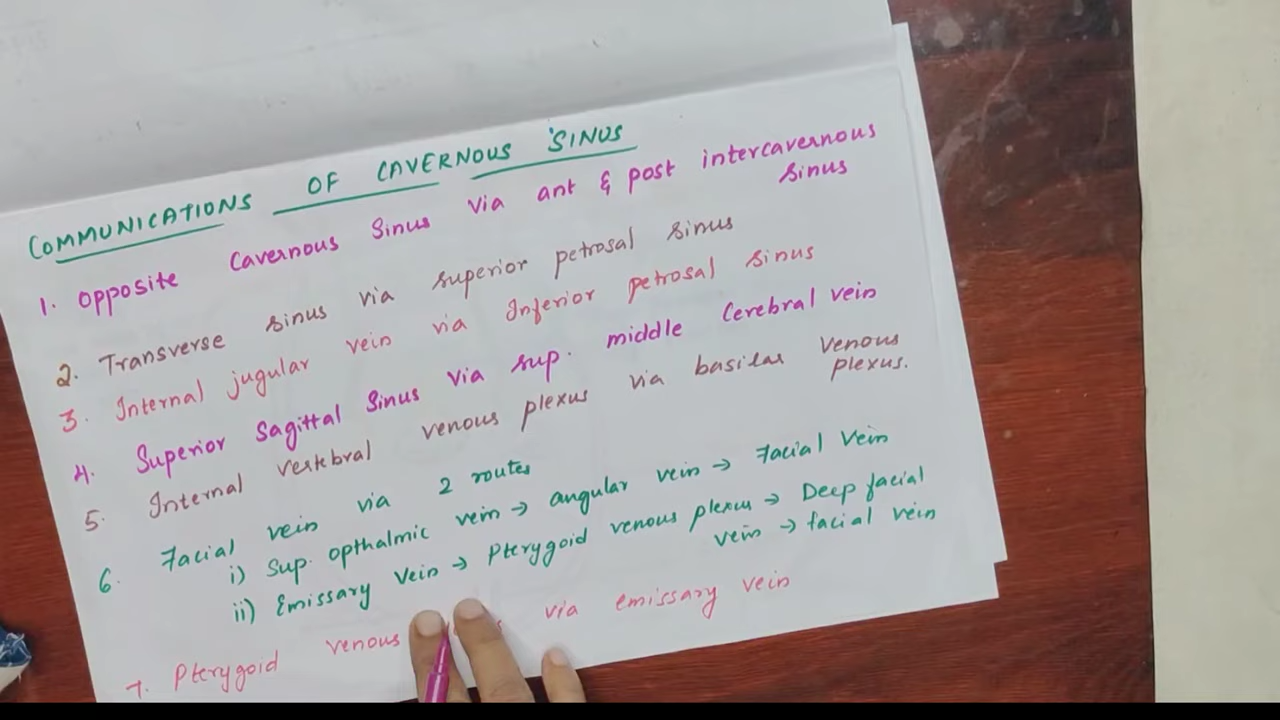 COMMUNICATIONS OF CAVERNOUS SINUS
1. Opposite Cavernous Sinus via ant & post intercavernous
sinus
2. Transverse sinus via superior petrosal sinus
3. Internal jugular vein via Inferior petrosal sinus
4. Superior Sagittal Sinus via sup. middle Cerebral vein
5. Internal vertebral venous plexus via basilar venous
plexus.
6. Facial vein via 2 routes
i) Sup. opthalmic vein → angular vein → Facial Vein
ii) Emissary Vein → Pterygoid venous plexus → Deep facial
vein → facial vein
7. Pterygoid venous via emissary vein